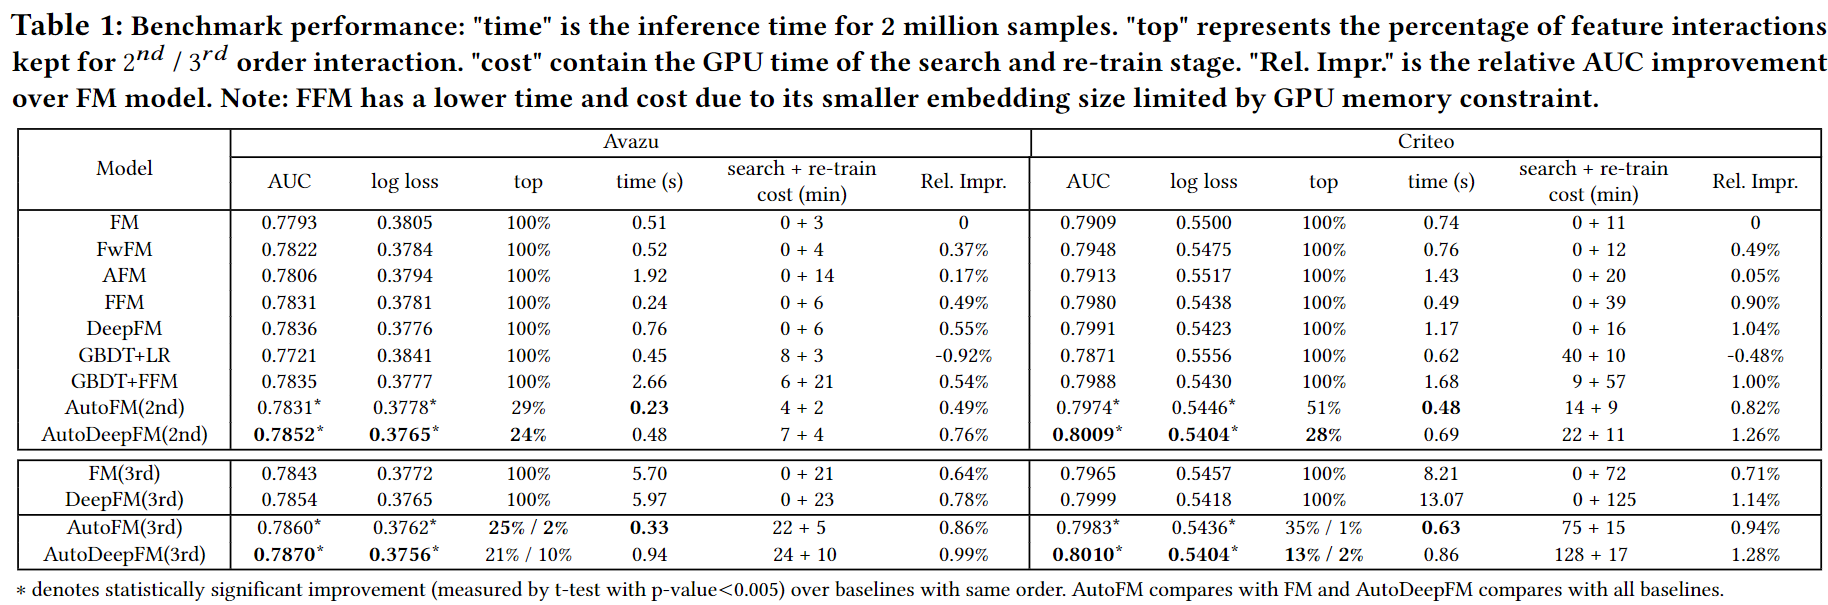 Table 1: Benchmark performance: "time" is the inference time for 2 million samples. "top" represents the percentage of feature interactions
kept for 2nd / 3rd order interaction. "cost" contain the GPU time of the search and re-train stage. "Rel. Impr." is the relative AUC improvement
over FM model. Note: FFM has a lower time and cost due to its smaller embedding size limited by GPU memory constraint.
Model Avazu Criteo
AUC log loss top time (s) search + re-train cost (min) Rel. Impr. AUC log loss top time (s) search + re-train cost (min) Rel. Impr.
FM 0.7793 0.3805 100% 0.51 0 + 3 0 0.7909 0.5500 100% 0.74 0 + 11 0
FwFM 0.7822 0.3784 100% 0.52 0 + 4 0.37% 0.7948 0.5475 100% 0.76 0 + 12 0.49%
AFM 0.7806 0.3794 100% 1.92 0 + 14 0.17% 0.7913 0.5517 100% 1.43 0 + 20 0.05%
FFM 0.7831 0.3781 100% 0.24 0 + 6 0.49% 0.7980 0.5438 100% 0.49 0 + 39 0.90%
DeepFM 0.7836 0.3776 100% 0.76 0 + 6 0.55% 0.7991 0.5423 100% 1.17 0 + 16 1.04%
GBDT+LR 0.7721 0.3841 100% 0.45 8 + 3 -0.92% 0.7871 0.5556 100% 0.62 40 + 10 -0.48%
GBDT+FFM 0.7835 0.3777 100% 2.66 6 + 21 0.54% 0.7988 0.5430 100% 1.68 9 + 57 1.00%
AutoFM(2nd) 0.7831* 0.3778* 29% 0.23 4 + 2 0.49% 0.7974* 0.5446* 51% 0.48 14 + 9 0.82%
AutoDeepFM(2nd) 0.7852* 0.3765* 24% 0.48 7 + 4 0.76% 0.8009* 0.5404* 28% 0.69 22 + 11 1.26%
FM(3rd) 0.7843 0.3772 100% 5.70 0 + 21 0.64% 0.7965 0.5457 100% 8.21 0 + 72 0.71%
DeepFM(3rd) 0.7854 0.3765 100% 5.97 0 + 23 0.78% 0.7999 0.5418 100% 13.07 0 + 125 1.14%
AutoFM(3rd) 0.7860* 0.3762* 25% / 2% 0.33 22 + 5 0.86% 0.7983* 0.5436* 35% / 1% 0.63 75 + 15 0.94%
AutoDeepFM(3rd) 0.7870* 0.3756* 21% / 10% 0.94 24 + 10 0.99% 0.8010* 0.5404* 13% / 2% 0.86 128 + 17 1.28%
* denotes statistically significant improvement (measured by t-test with p-value<0.005) over baselines with same order. AutoFM compares with FM and AutoDeepFM compares with all baselines.